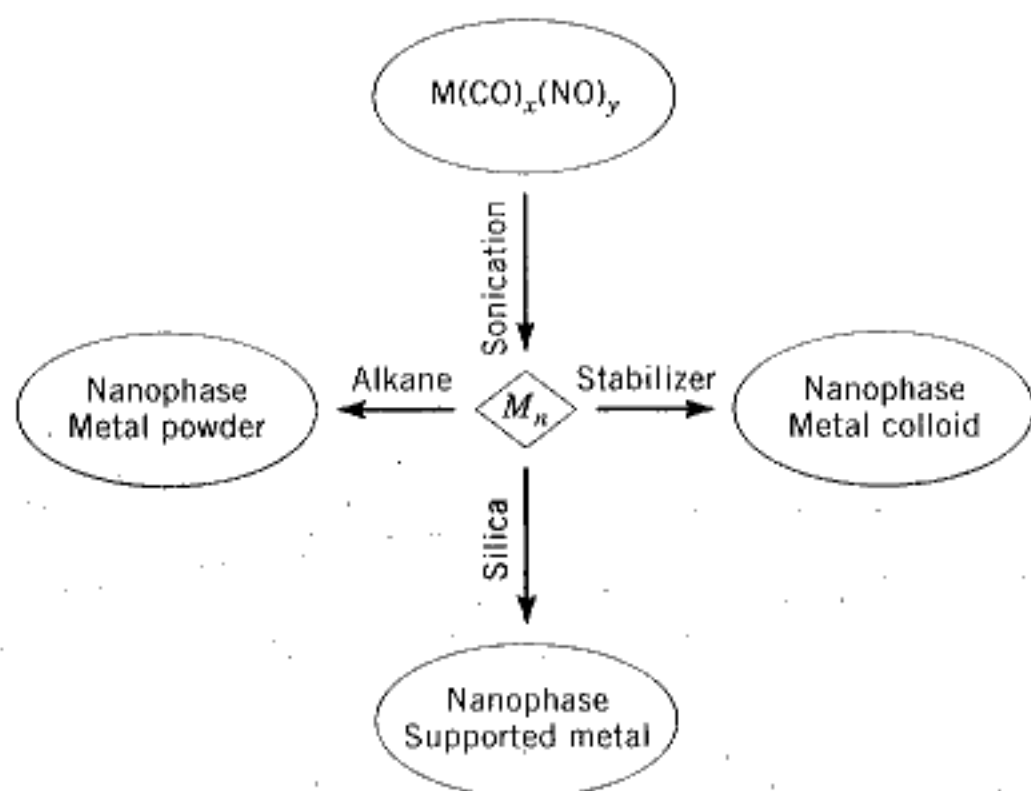 M(CO)ₓ(NO)ᵧ
Sonication
Nanophase
Metal powder
Alkane
Mₙ
Stabilizer
Nanophase
Metal colloid
Silica
Nanophase
Supported metal